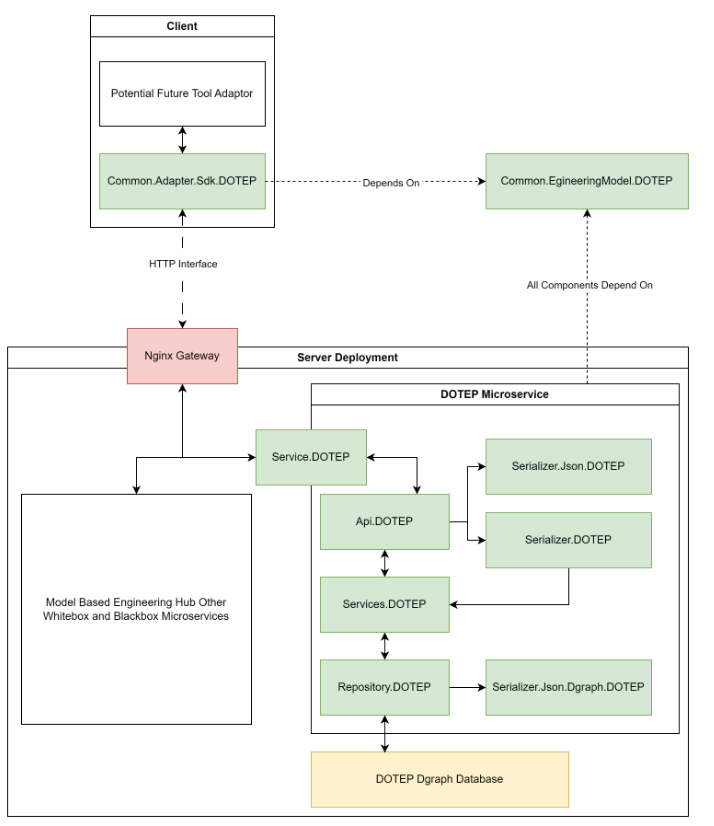 Client
Potential Future Tool Adaptor
Common.Adapter.Sdk.DOTEP
Depends On
Common.EgineeringModel.DOTEP
HTTP Interface
All Components Depend On
Nginx Gateway
Server Deployment
DOTEP Microservice
Service.DOTEP
Serializer.Json.DOTEP
Api.DOTEP
Serializer.DOTEP
Model Based Engineering Hub Other
Whitebox and Blackbox Microservices
Services.DOTEP
Repository.DOTEP
Serializer.Json.Dgraph.DOTEP
DOTEP Dgraph Database